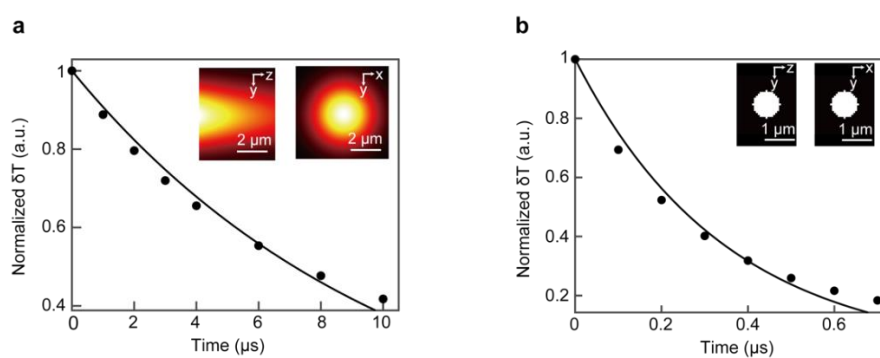 a
Normalized δT (a.u.)
1
0.8
0.6
0.4
z
y
2 μm
x
y
2 μm
0 2 4 6 8 10
Time (μs)
b
Normalized δT (a.u.)
1
0.8
0.6
0.4
0.2
z
y
1 μm
x
y
1 μm
0 0.2 0.4 0.6
Time (μs)